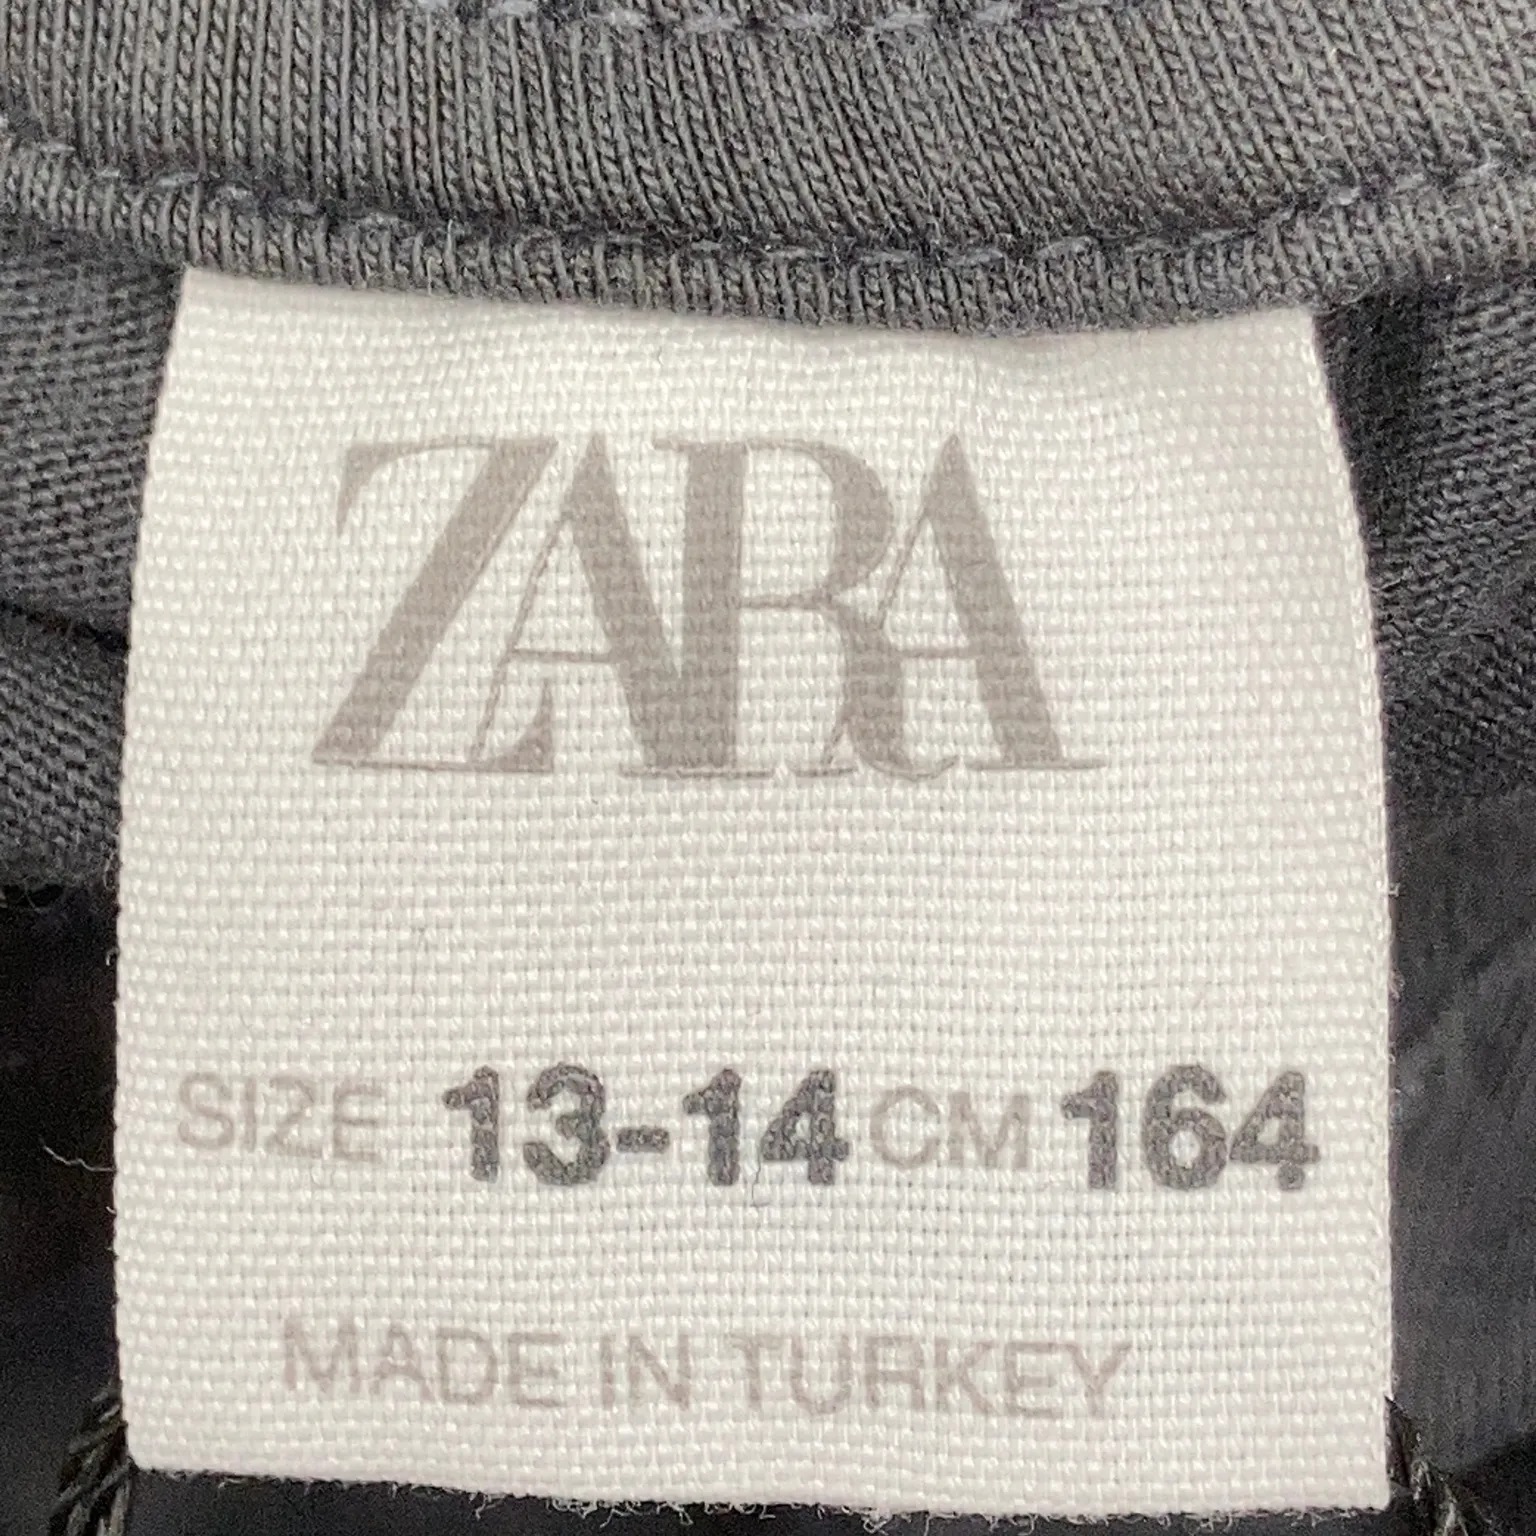 ZARA
SIZE 13-14 CM 164
MADE IN TURKEY